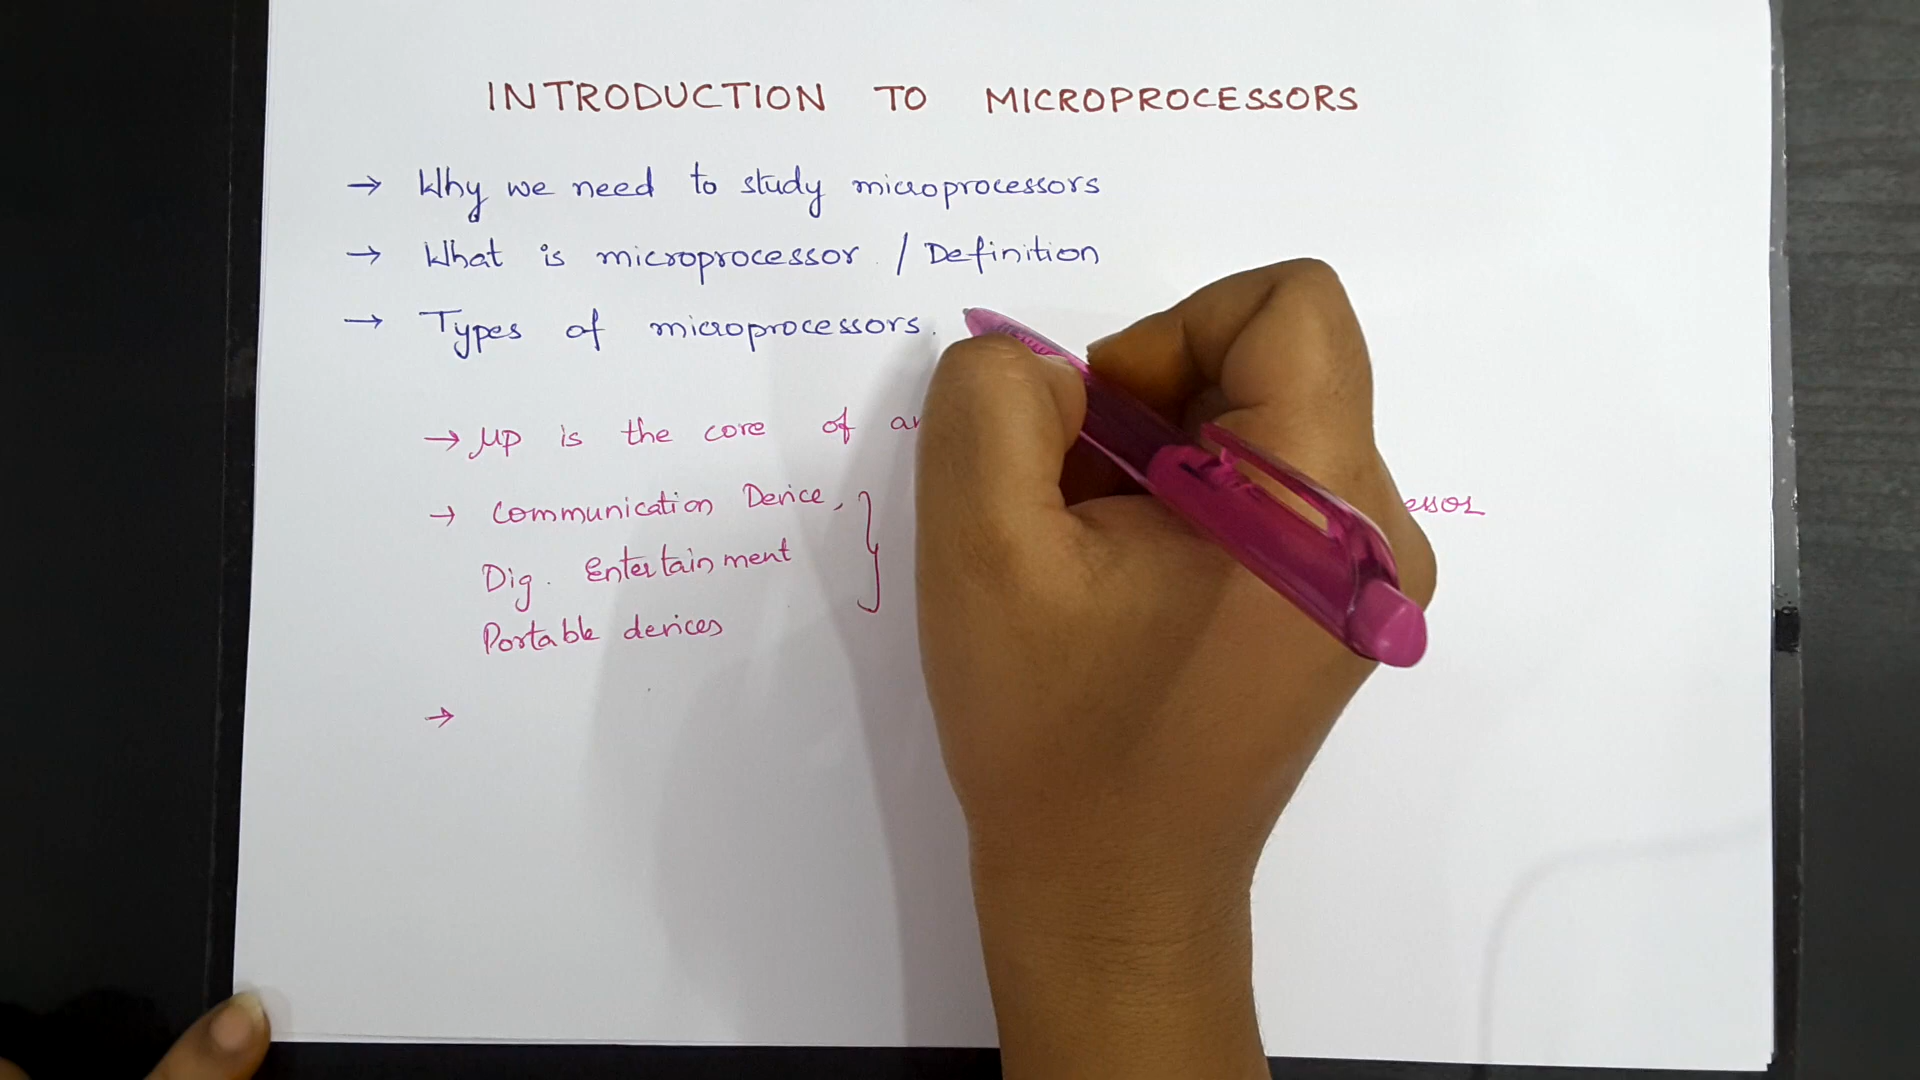 INTRODUCTION TO MICROPROCESSORS
→ Why we need to study microprocessors
→ What is microprocessor / Definition
→ Types of microprocessors.
→ μp is the core of
→ Communication Device,
Dig. Entertainment
Portable devices
→